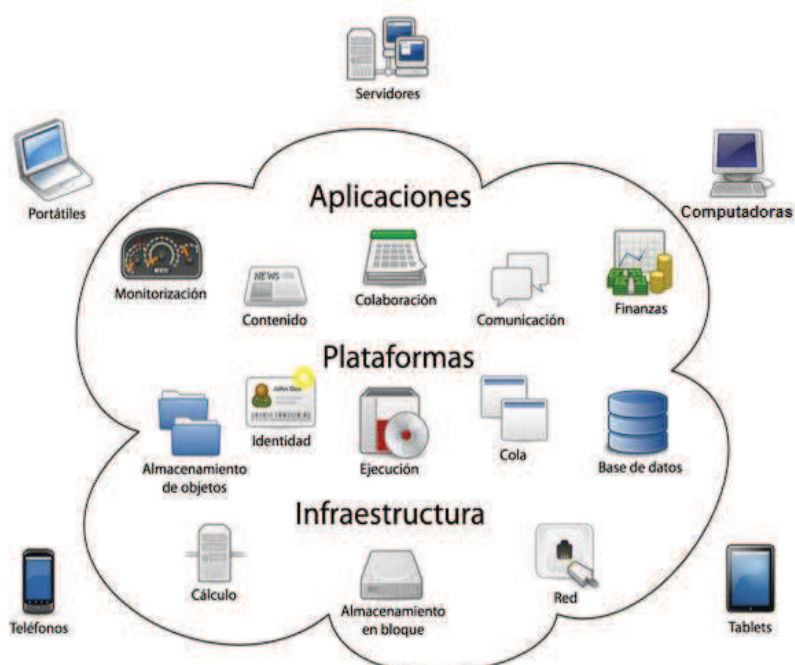 Servidores
Portátiles
Computadoras
Aplicaciones
Monitorización
NEWS
Contenido
Colaboración
Comunicación
Finanzas
Plataformas
Almacenamiento
de objetos
Identidad
Ejecución
Cola
Base de datos
Infraestructura
Cálculo
Almacenamiento
en bloque
Red
Teléfonos
Tablets